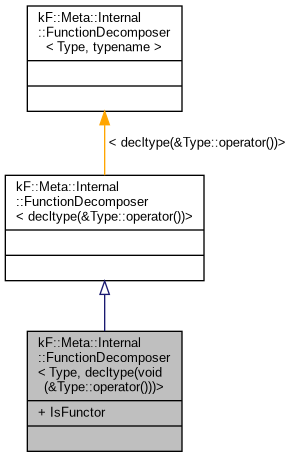 kF::Meta::Internal
::FunctionDecomposer
< Type, typename >
< decltype(&Type::operator())>
kF::Meta::Internal
::FunctionDecomposer
< decltype(&Type::operator())>
kF::Meta::Internal
::FunctionDecomposer
< Type, decltype(void
(&Type::operator()))>
+ IsFunctor